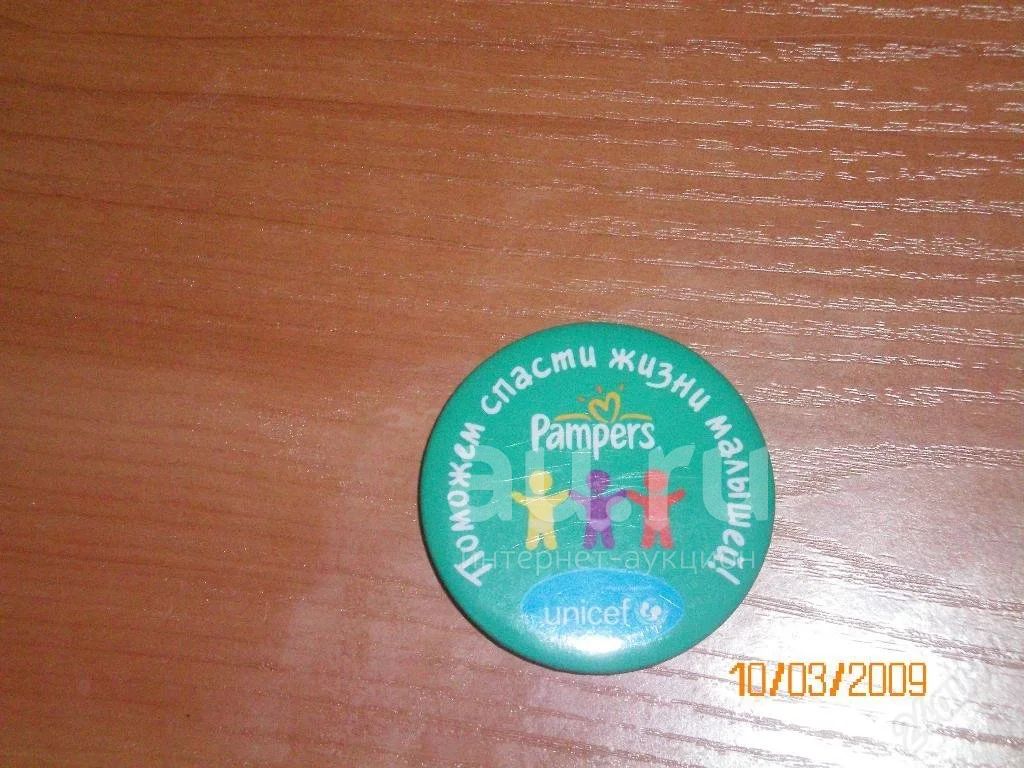 Поможем спасти жизни малышей!
Pampers
au.ru
интернет-аукцион
unicef
10/03/2009